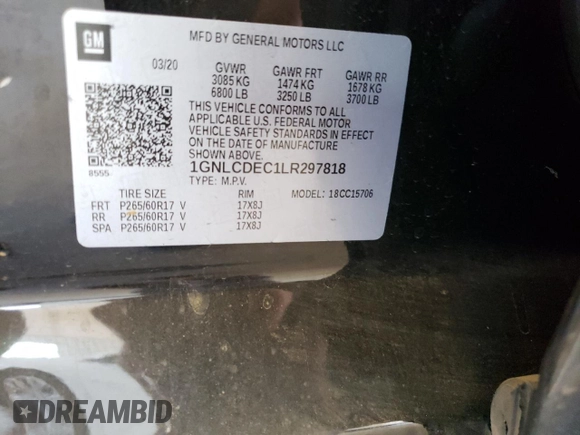 GM
MFD BY GENERAL MOTORS LLC
03/20 GVWR GAWR FRT GAWR RR
3085 KG 1474 KG 1678 KG
6800 LB 3250 LB 3700 LB
THIS VEHICLE CONFORMS TO ALL
APPLICABLE U.S. FEDERAL MOTOR
VEHICLE SAFETY STANDARDS IN EFFECT
ON THE DATE OF MANUFACTURE
SHOWN ABOVE.
8555 1GNLCDEC1LR297818
TYPE: M.P.V. MODEL: 18CC15706
TIRE SIZE RIM
FRT P265/60R17 V 17X8J
RR P265/60R17 V 17X8J
SPA P265/60R17 V 17X8J
DREAMBID